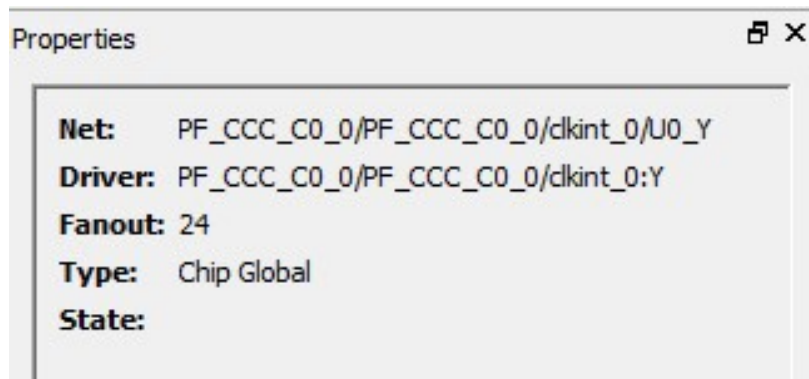 Properties
Net: PF_CCC_C0_0/PF_CCC_C0_0/clkint_0/U0_Y
Driver: PF_CCC_C0_0/PF_CCC_C0_0/clkint_0:Y
Fanout: 24
Type: Chip Global
State: